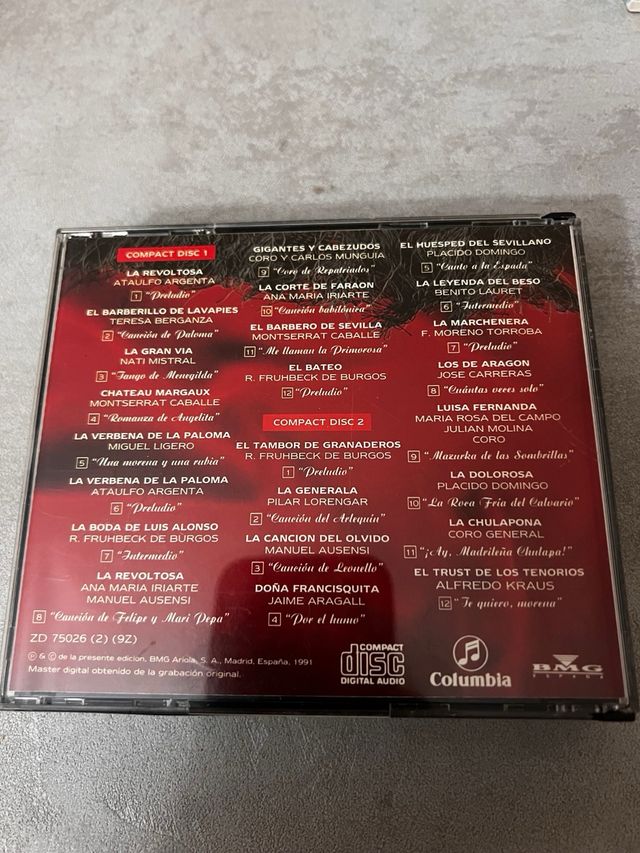 COMPACT DISC 1
LA REVOLTOSA
ATAULFO ARGENTA
1 "Preludio"
EL BARBERILLO DE LAVAPIES
TERESA BERGANZA
2 "Canción de Paloma"
LA GRAN VIA
NATI MISTRAL
3 "Tango de Menegilda"
CHATEAU MARGAUX
MONTSERRAT CABALLE
4 "Romanza de Angelita"
LA VERBENA DE LA PALOMA
MIGUEL LIGERO
5 "Una morena y una rubia"
LA VERBENA DE LA PALOMA
ATAULFO ARGENTA
6 "Preludio"
LA BODA DE LUIS ALONSO
R. FRUHBECK DE BURGOS
7 "Intermedio"
LA REVOLTOSA
ANA MARIA IRIARTE
MANUEL AUSENSI
8 "Canción de Felipe y Mari Pepa"
GIGANTES Y CABEZUDOS
CORO Y CARLOS MUNGUIA
9 "Coro de Repatriados"
LA CORTE DE FARAON
ANA MARIA IRIARTE
10 "Canción babilónica"
EL BARBERO DE SEVILLA
MONTSERRAT CABALLE
11 "Me llaman la Primorosa"
EL BATEO
R. FRUHBECK DE BURGOS
12 "Preludio"
COMPACT DISC 2
EL TAMBOR DE GRANADEROS
R. FRUHBECK DE BURGOS
1 "Preludio"
LA GENERALA
PILAR LORENGAR
2 "Canción del Arlequin"
LA CANCION DEL OLVIDO
MANUEL AUSENSI
3 "Canción de Leonello"
DOÑA FRANCISQUITA
JAIME ARAGALL
4 "Por el humo"
EL HUESPED DEL SEVILLANO
PLACIDO DOMINGO
5 "Canto a la Espada"
LA LEYENDA DEL BESO
BENITO LAURET
6 "Intermedio"
LA MARCHENERA
F. MORENO TORROBA
7 "Preludio"
LOS DE ARAGON
JOSE CARRERAS
8 "Cuántas veces solo"
LUISA FERNANDA
MARIA ROSA DEL CAMPO
JULIAN MOLINA
CORO
9 "Mazurka de las Sombrillas"
LA DOLOROSA
PLACIDO DOMINGO
10 "La Roca Fría del Calvario"
LA CHULAPONA
CORO GENERAL
11 "¡Ay, Madrileña Chulapa!"
EL TRUST DE LOS TENORIOS
ALFREDO KRAUS
12 "Te quiero, morena"
ZD 75026 (2) (9Z)
℗ & © de la presente edicion, BMG Ariola, S. A., Madrid, España, 1991
Master digital obtenido de la grabación original.
COMPACT
disc
DIGITAL AUDIO
Columbia
BMG
ESPAÑA